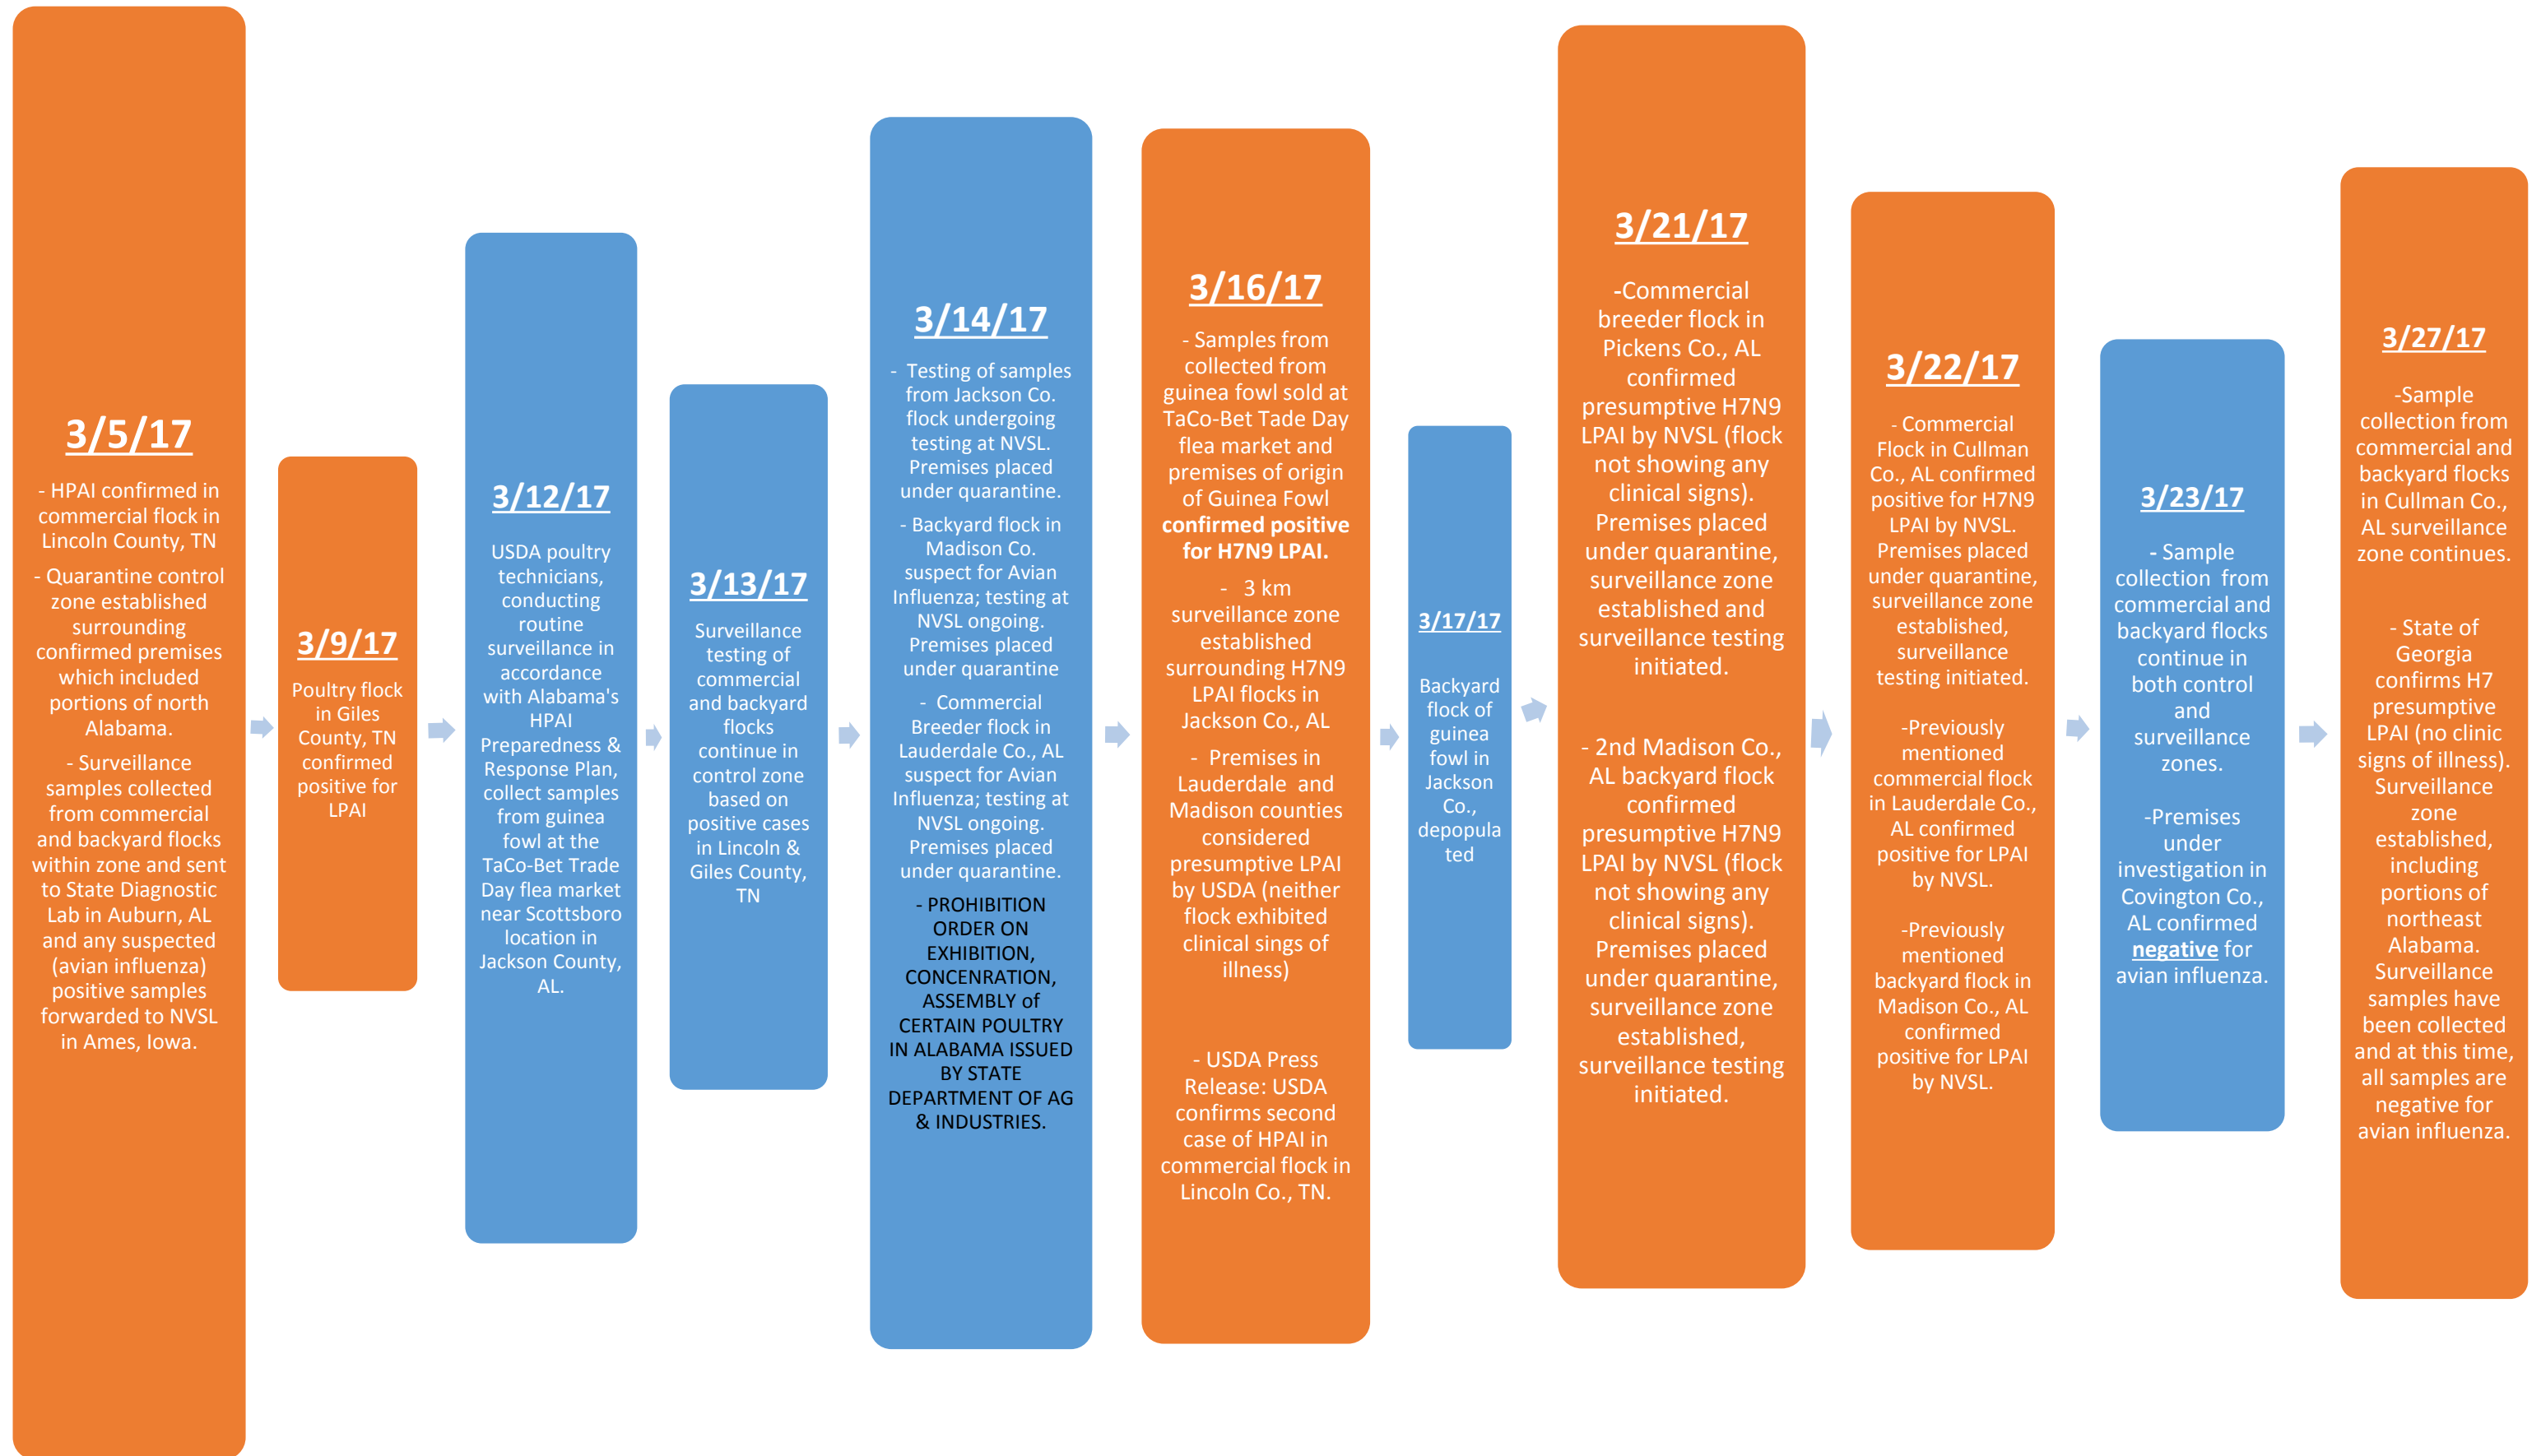 3/5/17
- HPAI confirmed in
commercial flock in
Lincoln County, TN
- Quarantine control
zone established
surrounding
confirmed premises
which included
portions of north
Alabama.
- Surveillance
samples collected
from commercial
and backyard flocks
within zone and sent
to State Diagnostic
Lab in Auburn, AL
and any suspected
(avian influenza)
positive samples
forwarded to NVSL
in Ames, Iowa.
3/9/17
Poultry flock
in Giles
County, TN
confirmed
positive for
LPAI
3/12/17
USDA poultry
technicians,
conducting
routine
surveillance in
accordance
with Alabama's
HPAI
Preparedness &
Response Plan,
collect samples
from guinea
fowl at the
TaCo-Bet Trade
Day flea market
near Scottsboro
location in
Jackson County,
AL.
3/13/17
Surveillance
testing of
commercial
and backyard
flocks
continue in
control zone
based on
positive cases
in Lincoln &
Giles County,
TN
3/14/17
- Testing of samples
from Jackson Co.
flock undergoing
testing at NVSL.
Premises placed
under quarantine.
- Backyard flock in
Madison Co.
suspect for Avian
Influenza; testing at
NVSL ongoing.
Premises placed
under quarantine
- Commercial
Breeder flock in
Lauderdale Co., AL
suspect for Avian
Influenza; testing at
NVSL ongoing.
Premises placed
under quarantine.
- PROHIBITION
ORDER ON
EXHIBITION,
CONCENRATION,
ASSEMBLY of
CERTAIN POULTRY
IN ALABAMA ISSUED
BY STATE
DEPARTMENT OF AG
& INDUSTRIES.
3/16/17
- Samples from
collected from
guinea fowl sold at
TaCo-Bet Tade Day
flea market and
premises of origin
of Guinea Fowl
confirmed positive
for H7N9 LPAI.
- 3 km
surveillance zone
established
surrounding H7N9
LPAI flocks in
Jackson Co., AL
- Premises in
Lauderdale and
Madison counties
considered
presumptive LPAI
by USDA (neither
flock exhibited
clinical sings of
illness)
- USDA Press
Release: USDA
confirms second
case of HPAI in
commercial flock in
Lincoln Co., TN.
3/17/17
Backyard
flock of
guinea
fowl in
Jackson
Co.,
depopula
ted
3/21/17
-Commercial
breeder flock in
Pickens Co., AL
confirmed
presumptive H7N9
LPAI by NVSL (flock
not showing any
clinical signs).
Premises placed
under quarantine,
surveillance zone
established and
surveillance testing
initiated.
- 2nd Madison Co.,
AL backyard flock
confirmed
presumptive H7N9
LPAI by NVSL (flock
not showing any
clinical signs).
Premises placed
under quarantine,
surveillance zone
established,
surveillance testing
initiated.
3/22/17
- Commercial
Flock in Cullman
Co., AL confirmed
positive for H7N9
LPAI by NVSL.
Premises placed
under quarantine,
surveillance zone
established,
surveillance
testing initiated.
-Previously
mentioned
commercial flock
in Lauderdale Co.,
AL confirmed
positive for LPAI
by NVSL.
-Previously
mentioned
backyard flock in
Madison Co., AL
confirmed
positive for LPAI
by NVSL.
3/23/17
- Sample
collection from
commercial and
backyard flocks
continue in
both control
and
surveillance
zones.
-Premises
under
investigation in
Covington Co.,
AL confirmed
negative for
avian influenza.
3/27/17
-Sample
collection from
commercial and
backyard flocks
in Cullman Co.,
AL surveillance
zone continues.
- State of
Georgia
confirms H7
presumptive
LPAI (no clinic
signs of illness).
Surveillance
zone
established,
including
portions of
northeast
Alabama.
Surveillance
samples have
been collected
and at this time,
all samples are
negative for
avian influenza.